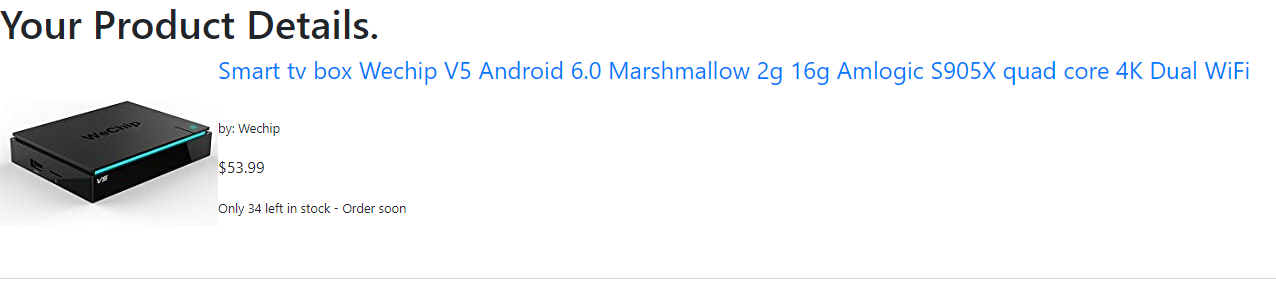 Your Product Details.
Smart tv box Wechip V5 Android 6.0 Marshmallow 2g 16g Amlogic S905X quad core 4K Dual WiFi
WeChip
V5
by: Wechip
$53.99
Only 34 left in stock - Order soon